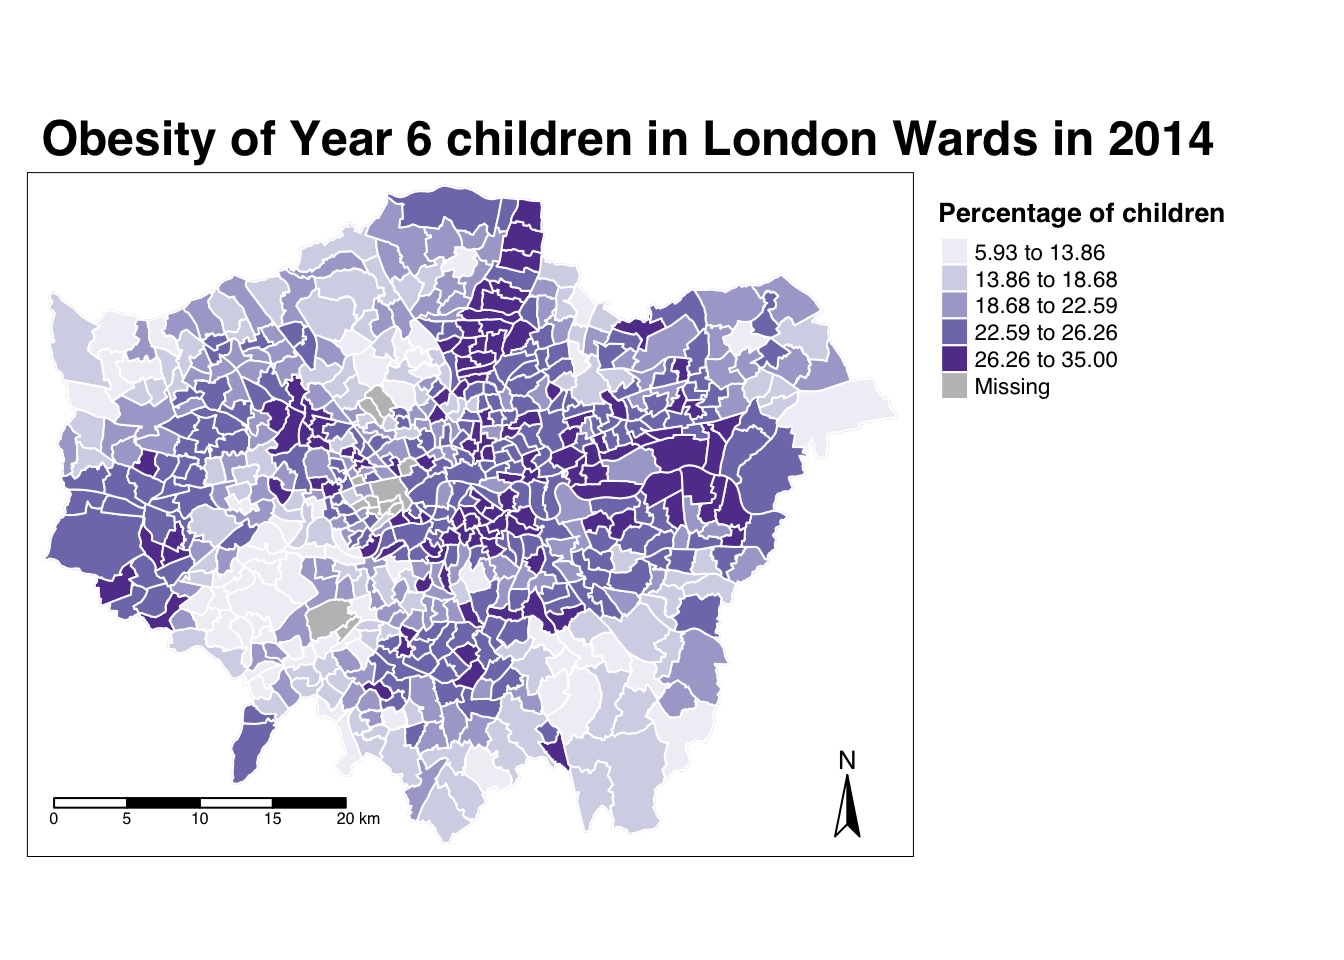 Obesity of Year 6 children in London Wards in 2014
Percentage of children
5.93 to 13.86
13.86 to 18.68
18.68 to 22.59
22.59 to 26.26
26.26 to 35.00
Missing
N
0 5 10 15 20 km